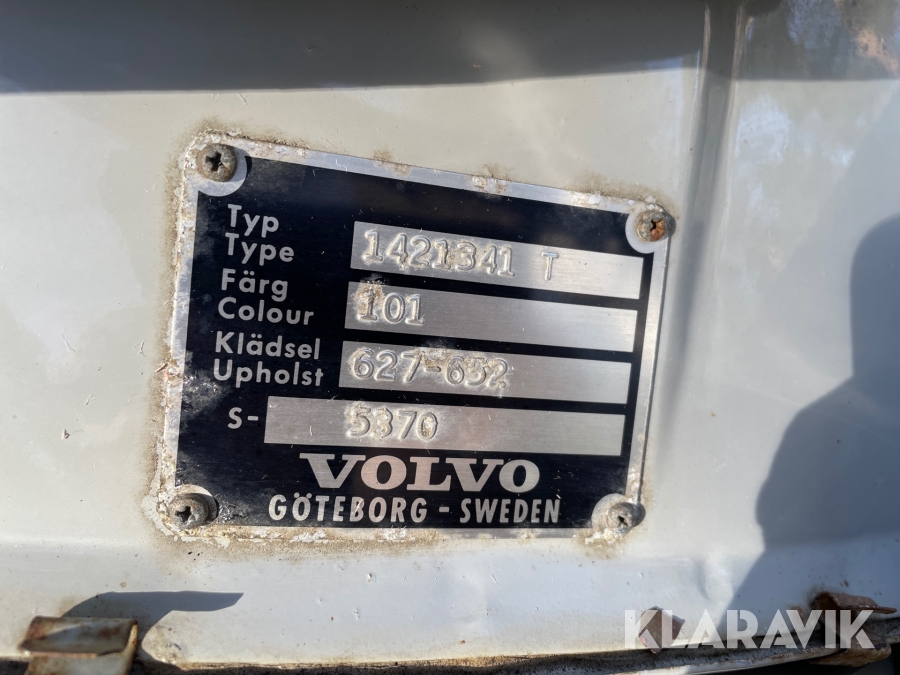 Typ
Type 1421341 T
Färg
Colour 101
Klädsel
Upholst 627-632
S- 5370
VOLVO
GÖTEBORG - SWEDEN
KLARAVIK